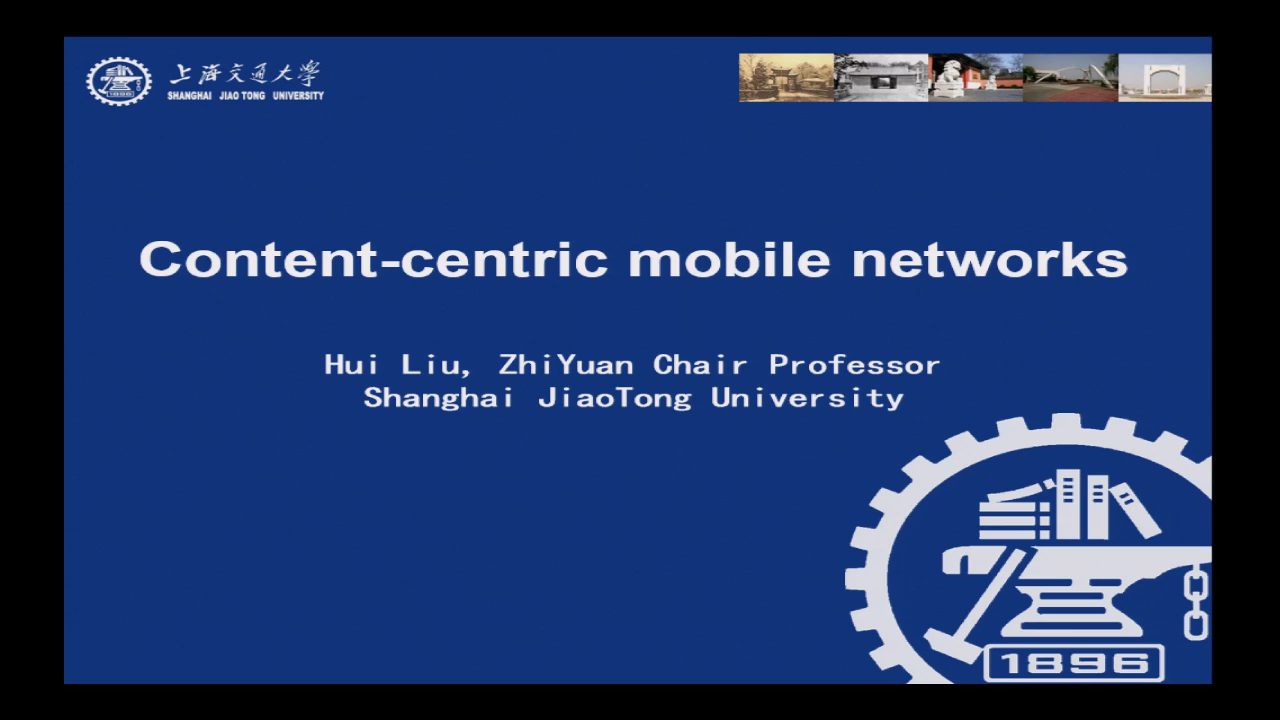 上海交通大学
SHANGHAI JIAO TONG UNIVERSITY
Content-centric mobile networks
Hui Liu, ZhiYuan Chair Professor
Shanghai JiaoTong University
1896